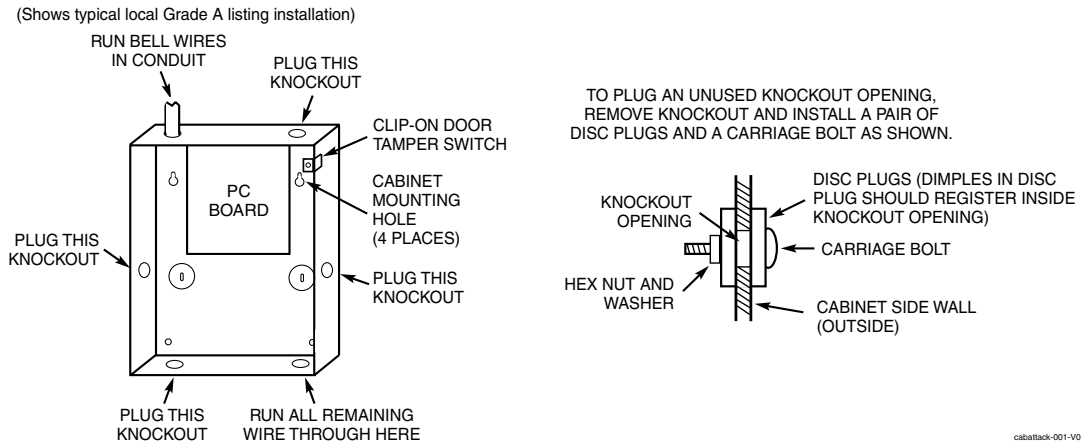 (Shows typical local Grade A listing installation)
RUN BELL WIRES
IN CONDUIT
PLUG THIS
KNOCKOUT
CLIP-ON DOOR
TAMPER SWITCH
CABINET
MOUNTING
HOLE
(4 PLACES)
PC
BOARD
PLUG THIS
KNOCKOUT
PLUG THIS
KNOCKOUT
PLUG THIS
KNOCKOUT
RUN ALL REMAINING
WIRE THROUGH HERE
TO PLUG AN UNUSED KNOCKOUT OPENING,
REMOVE KNOCKOUT AND INSTALL A PAIR OF
DISC PLUGS AND A CARRIAGE BOLT AS SHOWN.
KNOCKOUT
OPENING
DISC PLUGS (DIMPLES IN DISC
PLUG SHOULD REGISTER INSIDE
KNOCKOUT OPENING)
CARRIAGE BOLT
HEX NUT AND
WASHER
CABINET SIDE WALL
(OUTSIDE)
cabattack-001-V0